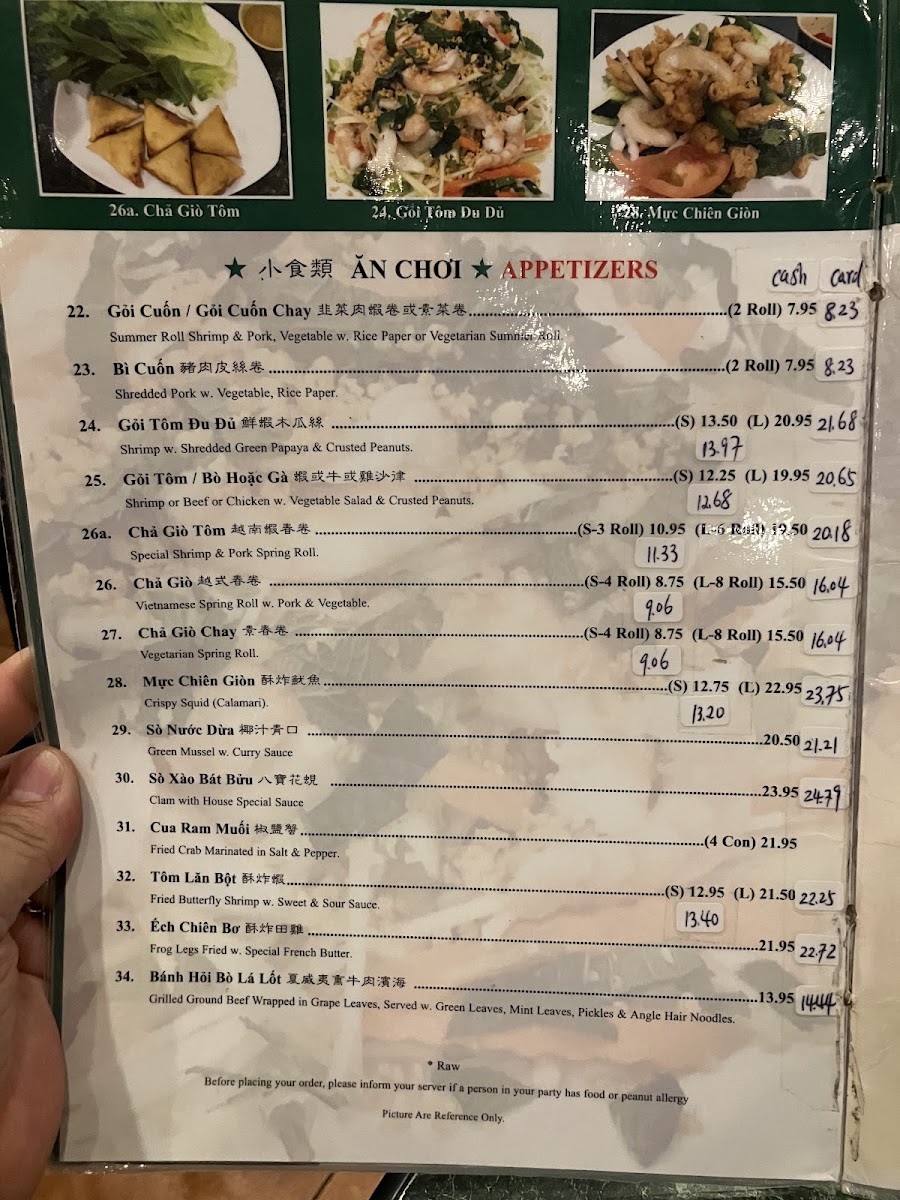 26a. Chả Giò Tôm
24. Gỏi Tôm Đu Đủ
28. Mực Chiên Giòn
★ 小食類 ĂN CHƠI ★ APPETIZERS
cash card
22. Gỏi Cuốn / Gỏi Cuốn Chay 韭菜肉蝦卷或素菜卷 (2 Roll) 7.95 8.23
Summer Roll Shrimp & Pork, Vegetable w. Rice Paper or Vegetarian Summer Roll.
23. Bì Cuốn 豬肉皮絲卷 (2 Roll) 7.95 8.23
Shredded Pork w. Vegetable, Rice Paper.
24. Gỏi Tôm Đu Đủ 鮮蝦木瓜絲 (S) 13.50 (L) 20.95 21.68
Shrimp w. Shredded Green Papaya & Crusted Peanuts.
13.97
25. Gỏi Tôm / Bò Hoặc Gà 蝦或牛或雞沙律 (S) 12.25 (L) 19.95 20.65
Shrimp or Beef or Chicken w. Vegetable Salad & Crusted Peanuts.
12.68
26a. Chả Giò Tôm 越南蝦春卷 (S-3 Roll) 10.95 (L-6 Roll) 19.50 20.18
Special Shrimp & Pork Spring Roll.
11.33
26. Chả Giò 越式春卷 (S-4 Roll) 8.75 (L-8 Roll) 15.50 16.04
Vietnamese Spring Roll w. Pork & Vegetable.
9.06
27. Chả Giò Chay 素春卷 (S-4 Roll) 8.75 (L-8 Roll) 15.50 16.04
Vegetarian Spring Roll.
9.06
28. Mực Chiên Giòn 酥炸魷魚 (S) 12.75 (L) 22.95 23.75
Crispy Squid (Calamari).
13.20
29. Sò Nước Dừa 椰汁青口 20.50 21.21
Green Mussel w. Curry Sauce
30. Sò Xào Bát Bửu 八寶花蜆 23.95 24.79
Clam with House Special Sauce
31. Cua Ram Muối 椒鹽蟹 (4 Con) 21.95
Fried Crab Marinated in Salt & Pepper.
32. Tôm Lăn Bột 酥炸蝦 (S) 12.95 (L) 21.50 22.25
Fried Butterfly Shrimp w. Sweet & Sour Sauce.
13.40
33. Ếch Chiên Bơ 酥炸田雞 21.95 22.72
Frog Legs Fried w. Special French Butter.
34. Bánh Hỏi Bò Lá Lốt 夏威夷熏牛肉濱海 13.95 14.44
Grilled Ground Beef Wrapped in Grape Leaves, Served w. Green Leaves, Mint Leaves, Pickles & Angle Hair Noodles.
* Raw
Before placing your order, please inform your server if a person in your party has food or peanut allergy
Picture Are Reference Only.